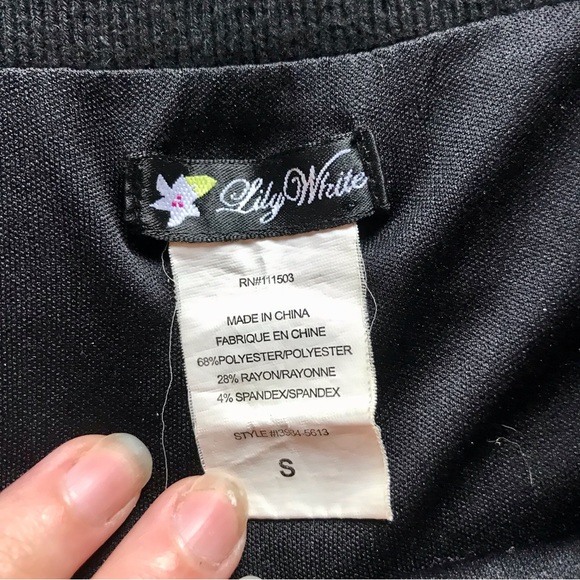 Lily White
RN#111503
MADE IN CHINA
FABRIQUE EN CHINE
68%POLYESTER/POLYESTER
28% RAYON/RAYONNE
4% SPANDEX/SPANDEX
STYLE #I3984-5613
S